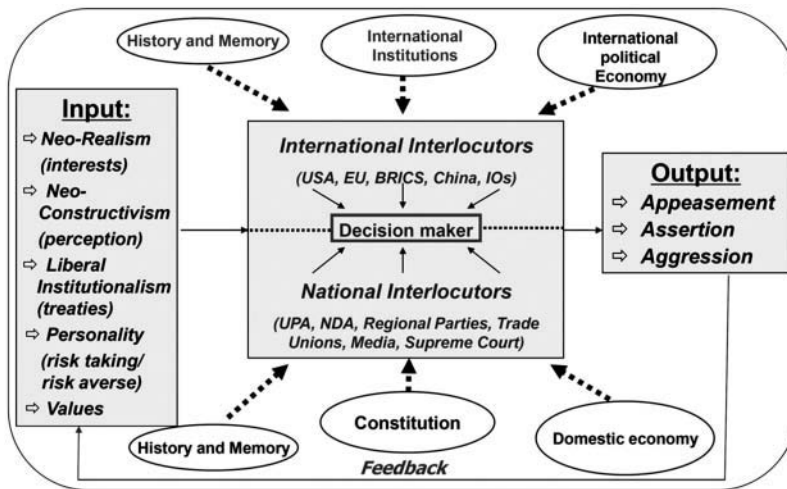 History and Memory
International
Institutions
International
political
Economy
Input:
⇨ Neo-Realism
(interests)
⇨ Neo-
Constructivism
(perception)
⇨ Liberal
Institutionalism
(treaties)
⇨ Personality
(risk taking/
risk averse)
⇨ Values
International Interlocutors
(USA, EU, BRICS, China, IOs)
Decision maker
National Interlocutors
(UPA, NDA, Regional Parties, Trade
Unions, Media, Supreme Court)
Output:
⇨ Appeasement
⇨ Assertion
⇨ Aggression
History and Memory
Constitution
Domestic economy
Feedback